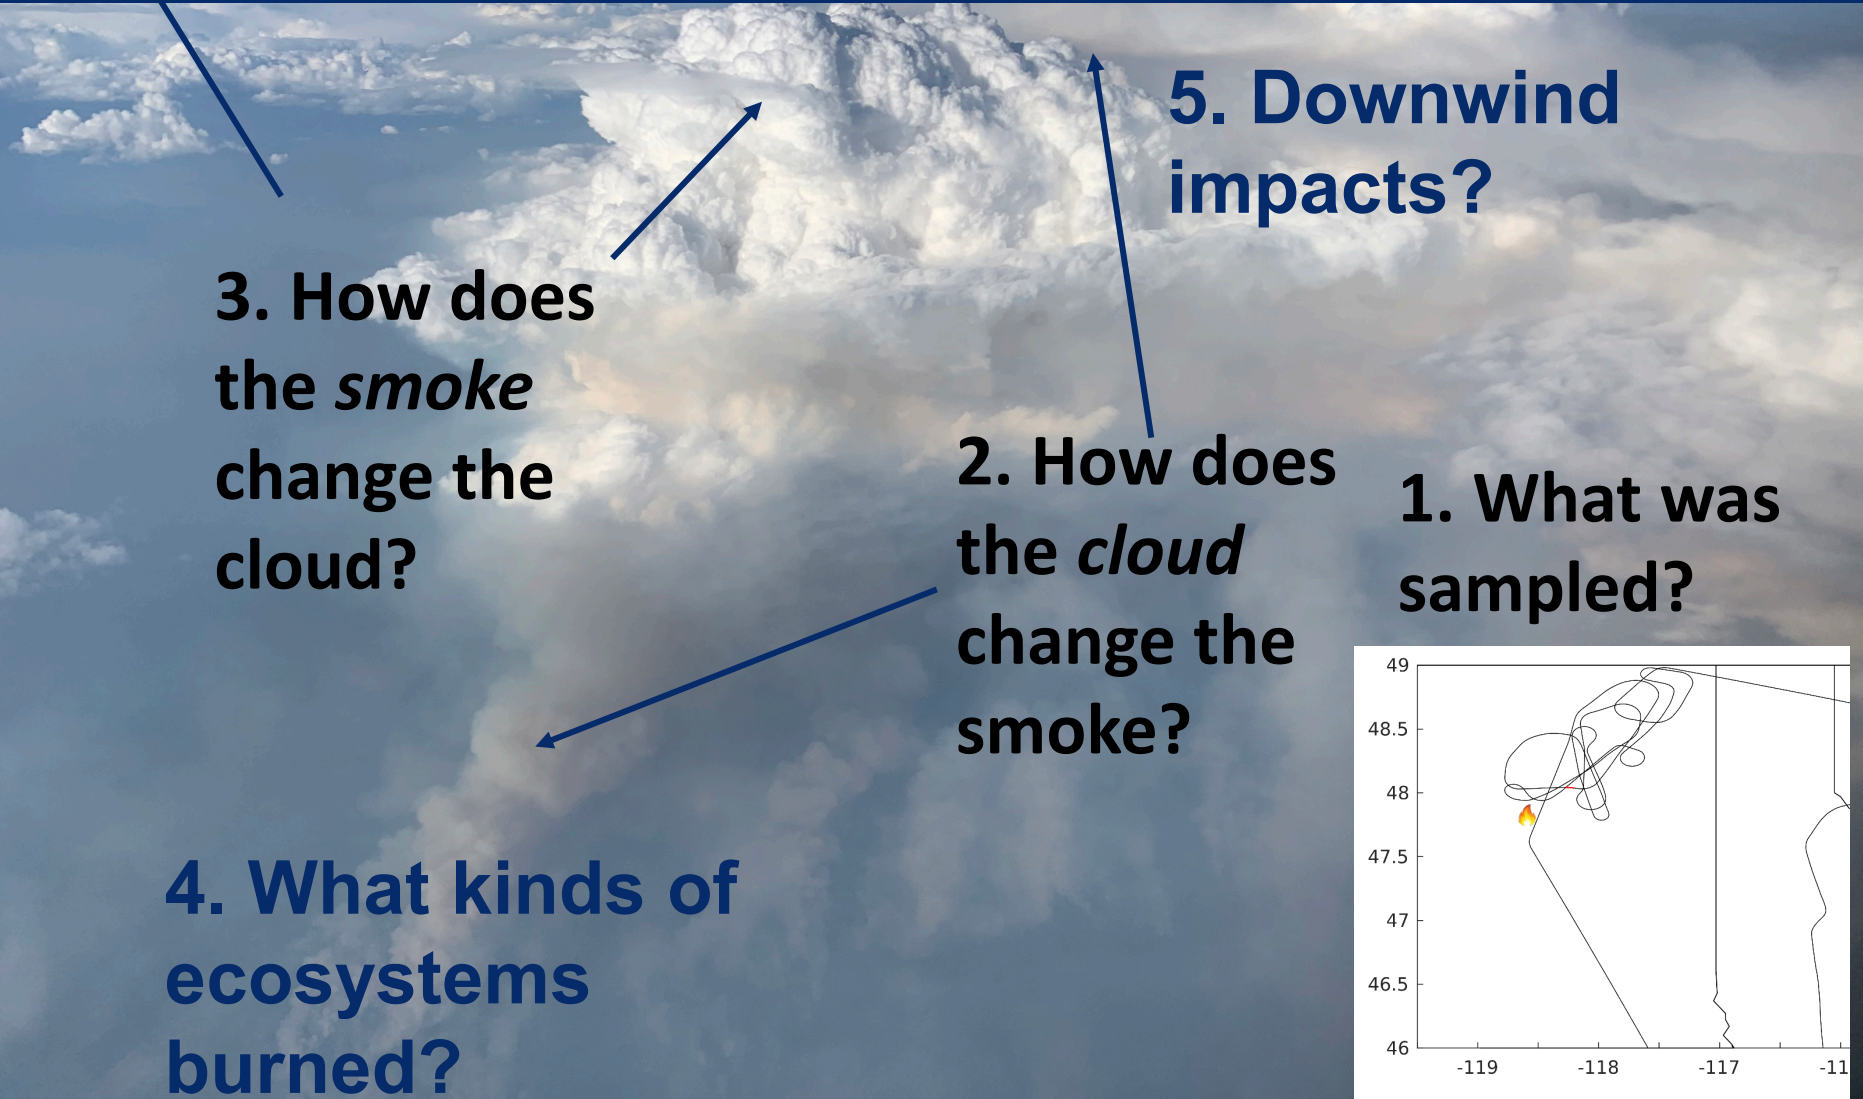 5. Downwind
impacts?
3. How does
the smoke
change the
cloud?
2. How does
the cloud
change the
smoke?
1. What was
sampled?
4. What kinds of
ecosystems
burned?
49
48.5
48
47.5
47
46.5
46
-119
-118
-117
-11